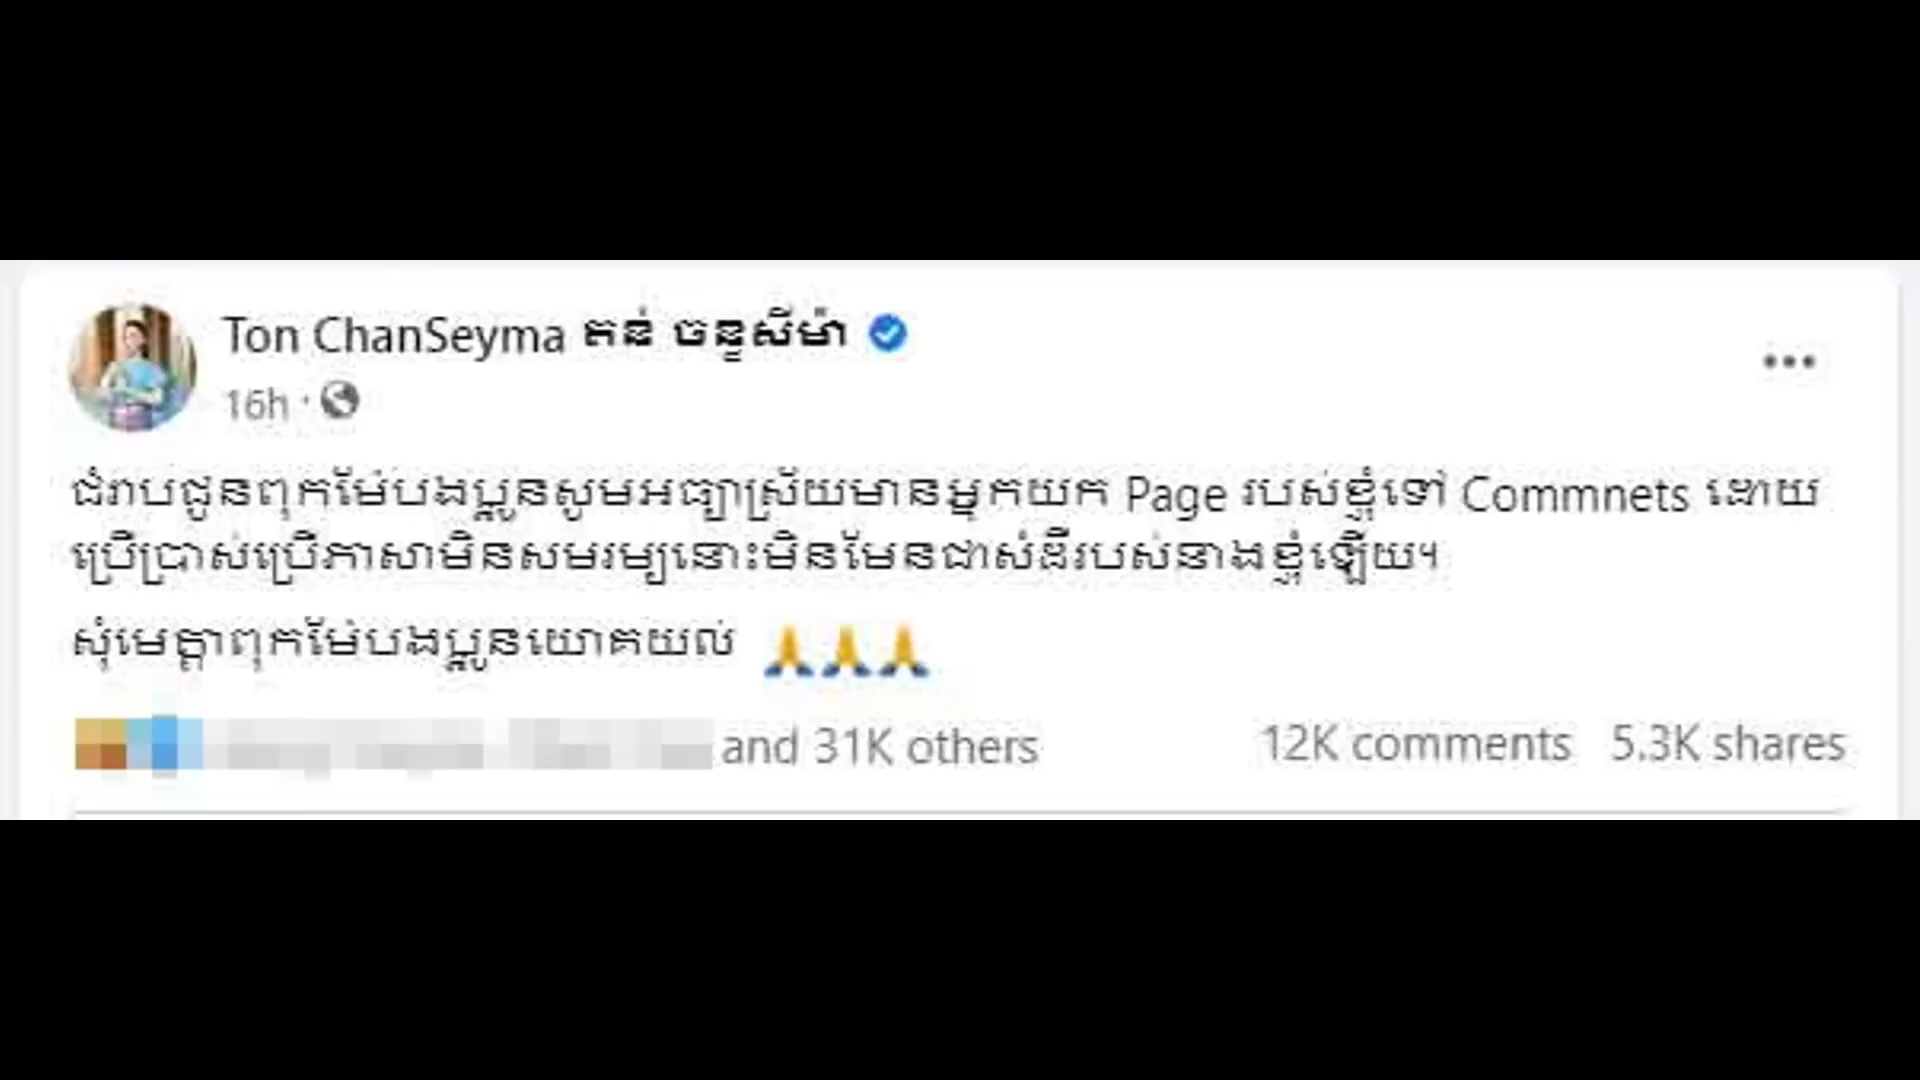 Ton ChanSeyma តន់ ចន្ទសីម៉ា
16h ·
ជំរាបជូនពុកម៉ែបងប្អូនសូមអធ្យាស្រ័យមានអ្នកយក Page របស់ខ្ញុំទៅ Commnets ដោយ
ប្រើប្រាស់ប្រើភាសាមិនសមរម្យនោះមិនមែនជាសំដីរបស់នាងខ្ញុំឡើយ។
សុំមេត្តាពុកម៉ែបងប្អូនយោគយល់ 🙏🙏🙏
and 31K others 12K comments 5.3K shares